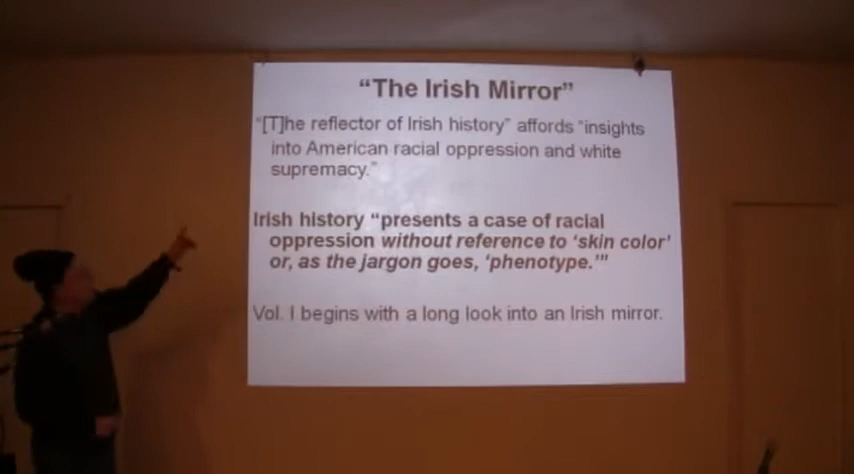 “The Irish Mirror”
“[T]he reflector of Irish history” affords “insights
into American racial oppression and white
supremacy.”
Irish history “presents a case of racial
oppression without reference to ‘skin color’
or, as the jargon goes, ‘phenotype.’”
Vol. I begins with a long look into an Irish mirror.